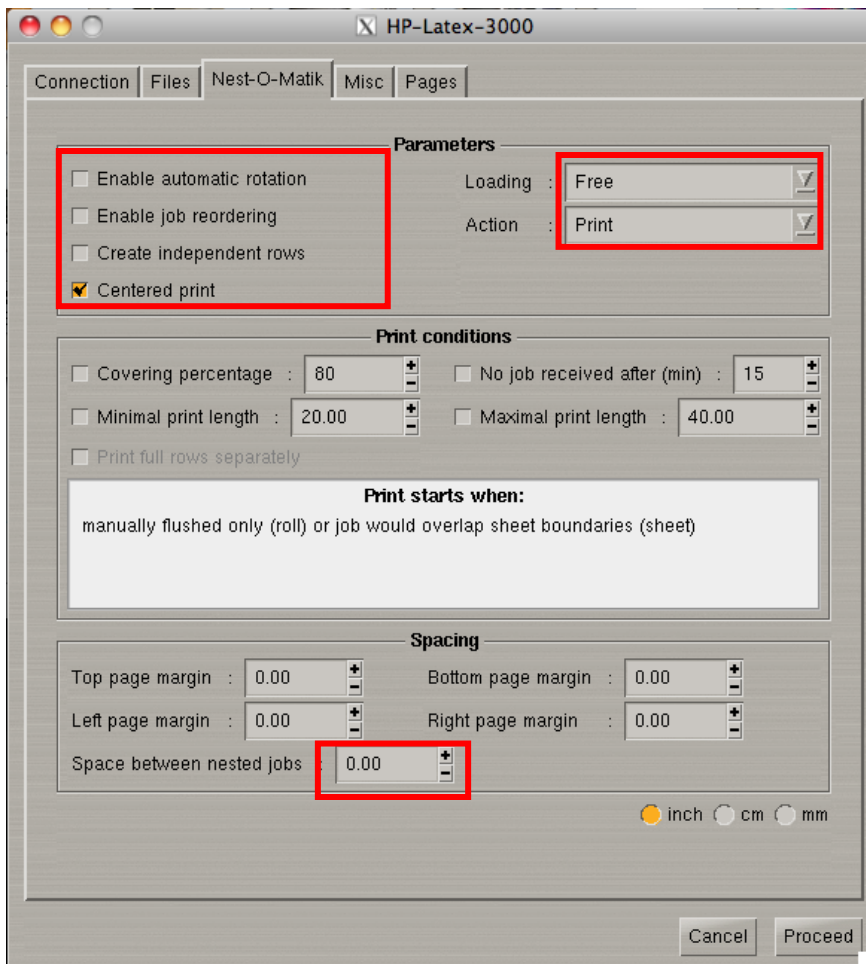 HP-Latex-3000
Connection Files Nest-O-Matik Misc Pages
Parameters
Enable automatic rotation Loading : Free
Enable job reordering Action : Print
Create independent rows
Centered print
Print conditions
Covering percentage : 80 No job received after (min) : 15
Minimal print length : 20.00 Maximal print length : 40.00
Print full rows separately
Print starts when:
manually flushed only (roll) or job would overlap sheet boundaries (sheet)
Spacing
Top page margin : 0.00 Bottom page margin : 0.00
Left page margin : 0.00 Right page margin : 0.00
Space between nested jobs : 0.00
inch cm mm
Cancel Proceed